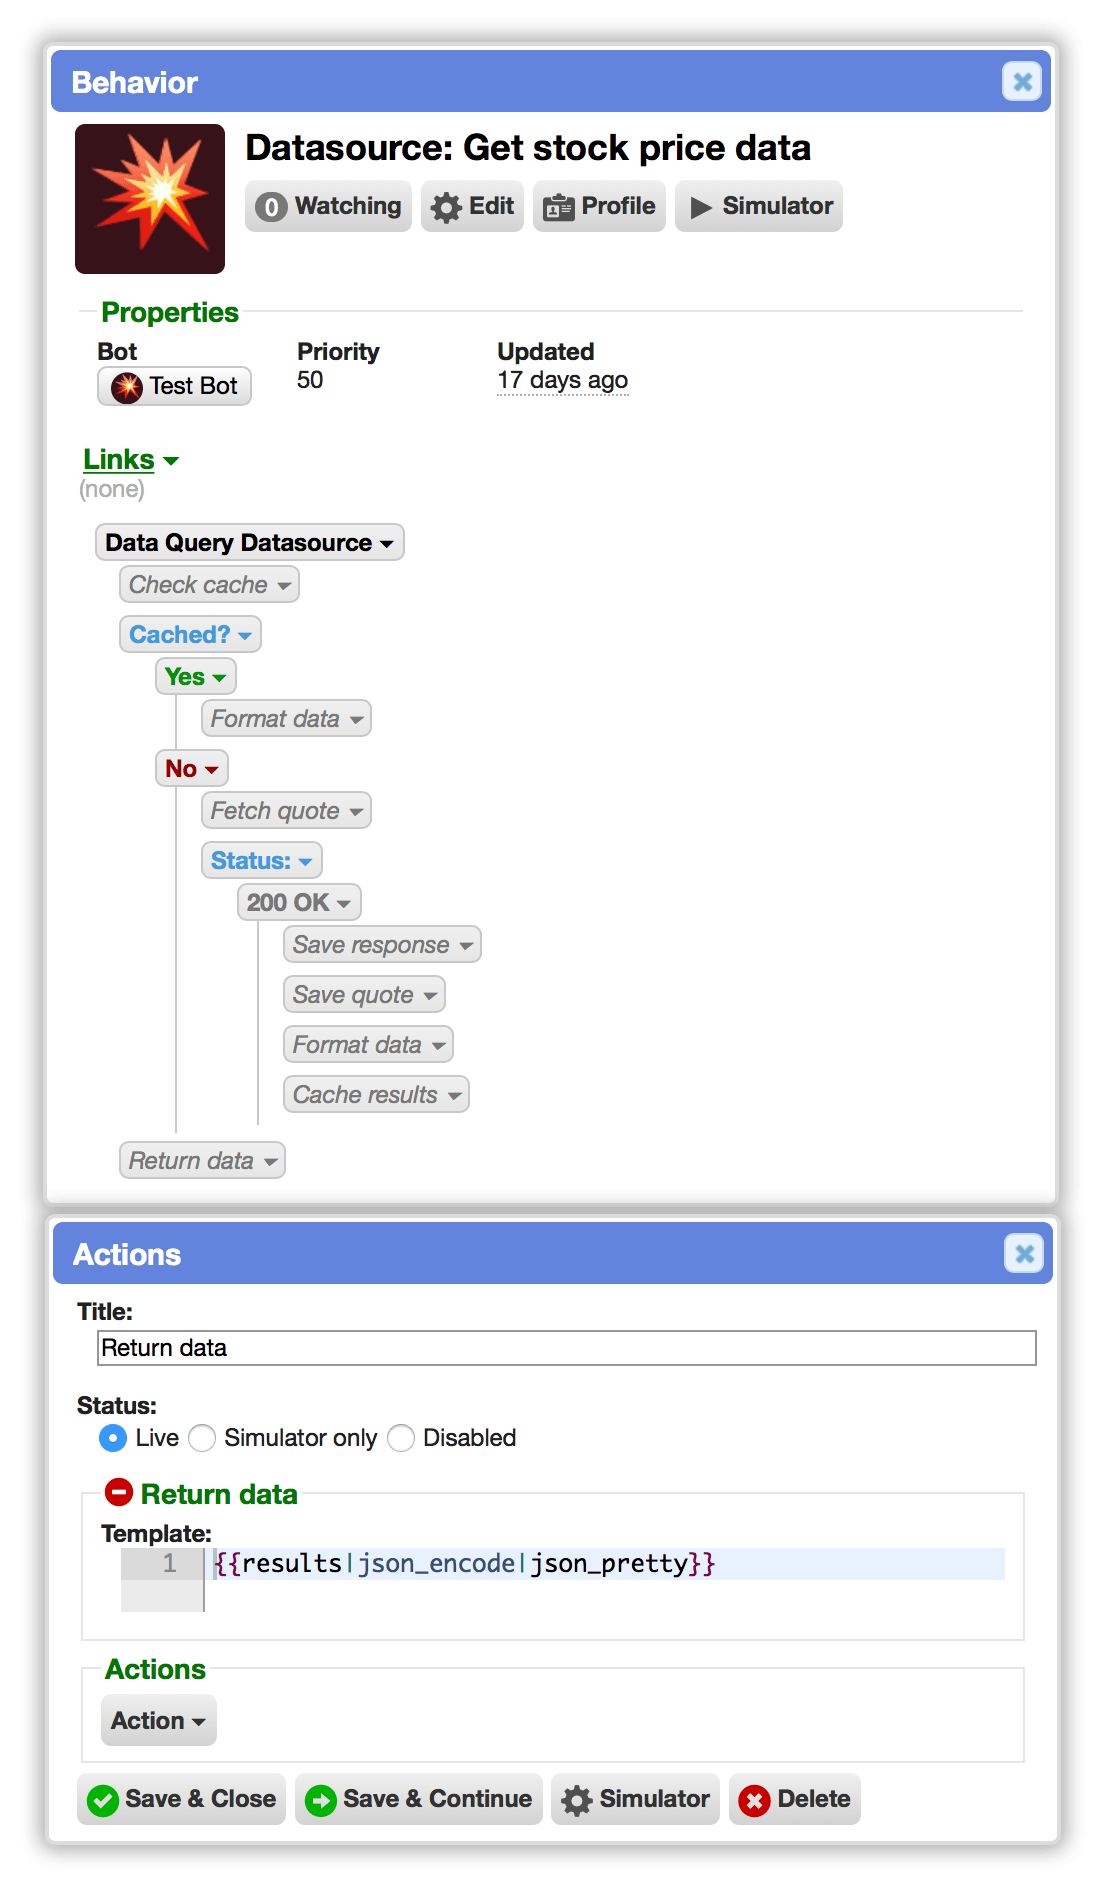 Behavior
Datasource: Get stock price data
0 Watching Edit Profile Simulator
Properties
Bot Priority Updated
Test Bot 50 17 days ago
Links
(none)
Data Query Datasource
Check cache
Cached?
Yes
Format data
No
Fetch quote
Status:
200 OK
Save response
Save quote
Format data
Cache results
Return data
Actions
Title:
Return data
Status:
Live Simulator only Disabled
Return data
Template:
1 {{results|json_encode|json_pretty}}
Actions
Action
Save & Close Save & Continue Simulator Delete